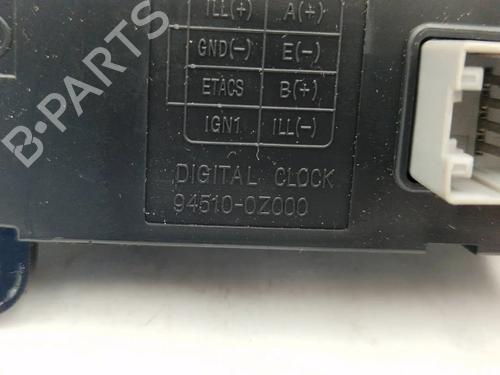 ILL(+) A(+)
GND(-) E(-)
ETACS B(+)
IGN1 ILL(-)
DIGITAL CLOCK
94510-0Z000
B-PARTS